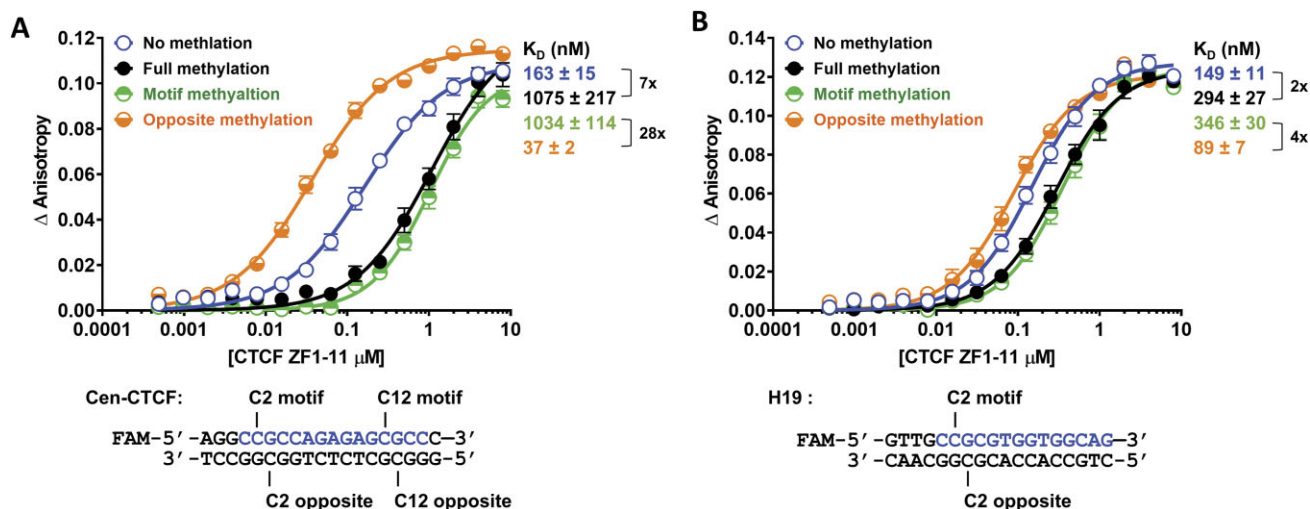 A
No methlation
Full methylation
Motif methyaltion
Opposite methylation
K_D (nM)
163 ± 15
1075 ± 217
7x
1034 ± 114
37 ± 2
28x
Δ Anisotropy
0.12
0.10
0.08
0.06
0.04
0.02
0.00
0.0001 0.01 0.1 1 10
[CTCF ZF1-11 μM]
Cen-CTCF: C2 motif C12 motif
FAM-5′-AGGCCGCCAGAGAGCGCCC—3′
3′-TCCGGCGGTCTCTCGCGGG-5′
C2 opposite C12 opposite
B
No methylation
Full methylation
Motif methylation
Opposite methylation
K_D (nM)
149 ± 11
294 ± 27
2x
346 ± 30
89 ± 7
4x
Δ Anisotropy
0.14
0.12
0.10
0.08
0.06
0.04
0.02
0.00
0.0001 0.01 0.1 1 10
[CTCF ZF1-11 μM]
H19 : C2 motif
FAM-5′-GTTGCCGCGTGGTGGCAG—3′
3′-CAACGGCGCACCACCGTC-5′
C2 opposite